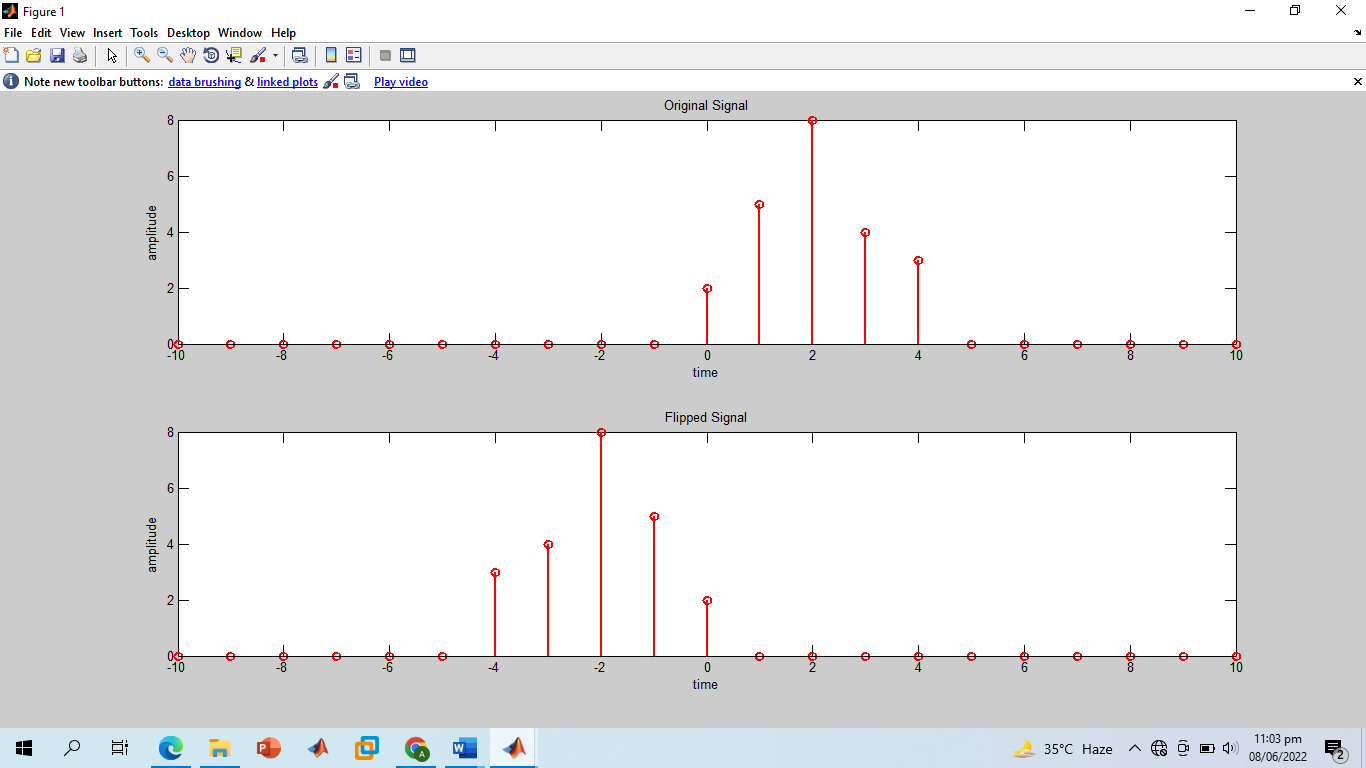 Figure 1
File Edit View Insert Tools Desktop Window Help
Note new toolbar buttons: data brushing & linked plots Play video
Original Signal
8
6
4
2
0
amplitude
-10 -8 -6 -4 -2 0 2 4 6 8 10
time
Flipped Signal
8
6
4
2
0
amplitude
-10 -8 -6 -4 -2 0 2 4 6 8 10
time
35°C Haze
11:03 pm
08/06/2022
2